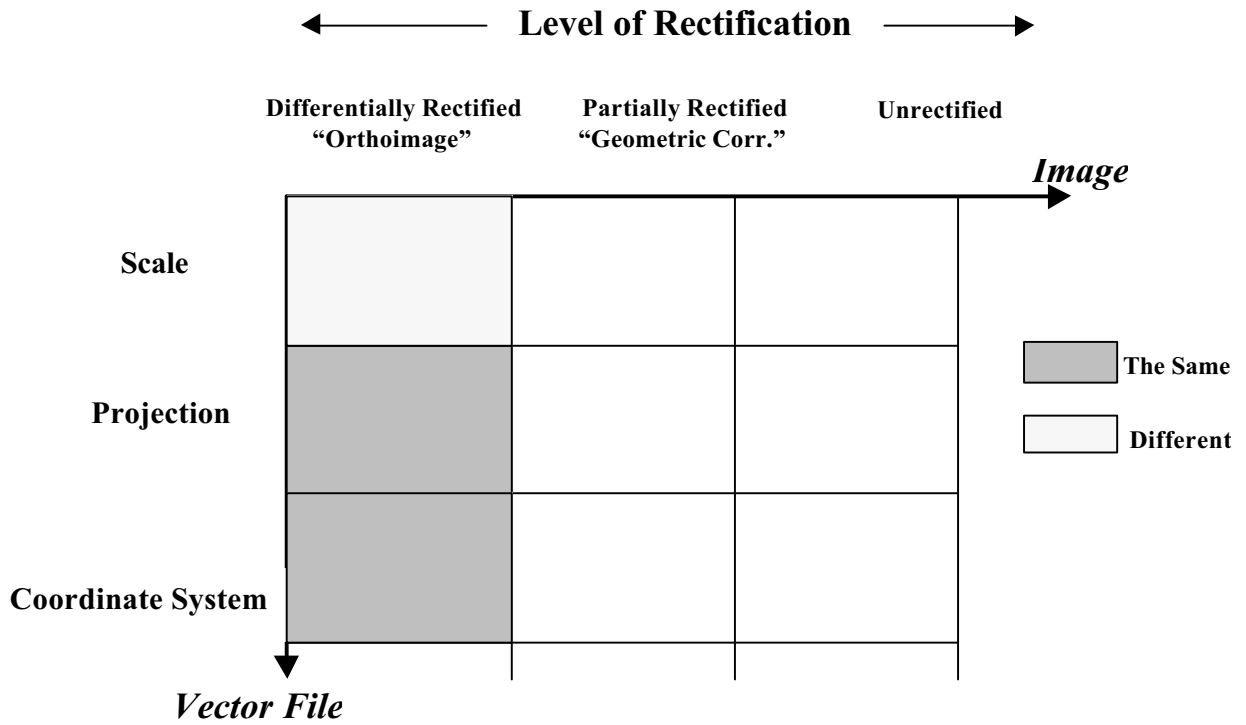 Level of Rectification
Differentially Rectified
“Orthoimage”
Partially Rectified
“Geometric Corr.”
Unrectified
Image
Scale
Projection
Coordinate System
Vector File
The Same
Different